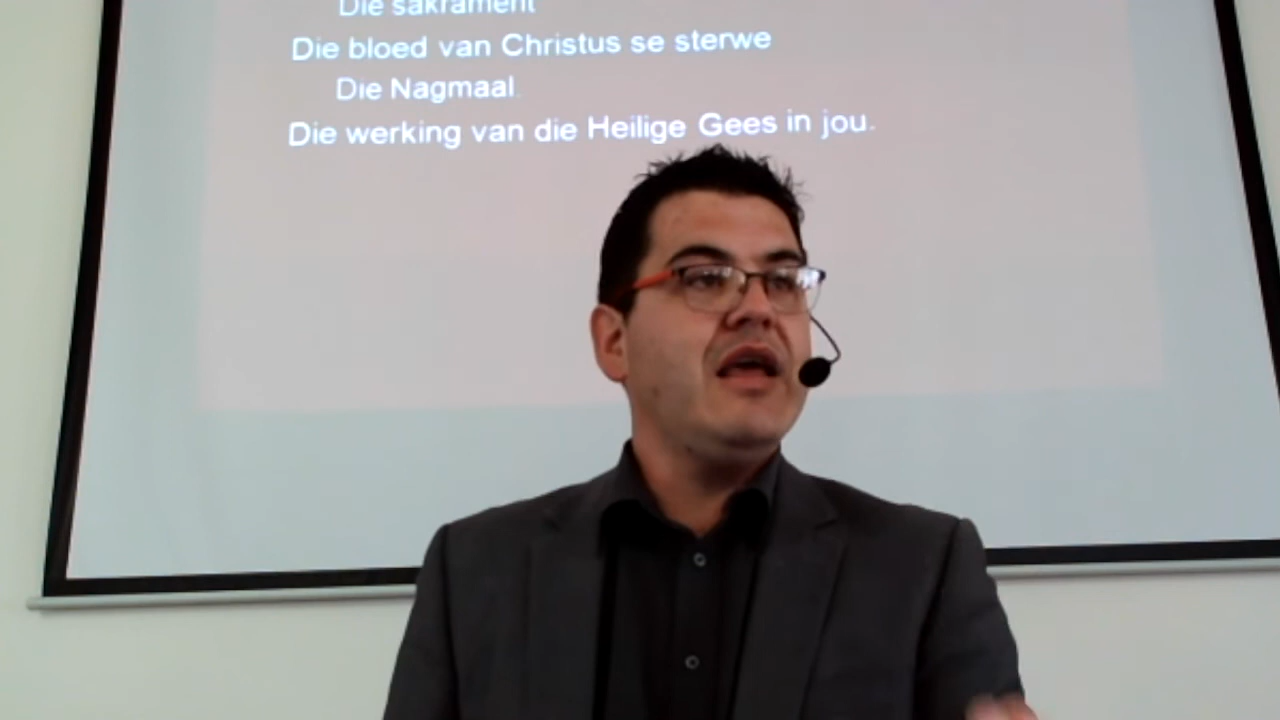 Die sakrament
Die bloed van Christus se sterwe
Die Nagmaal
Die werking van die Heilige Gees in jou.